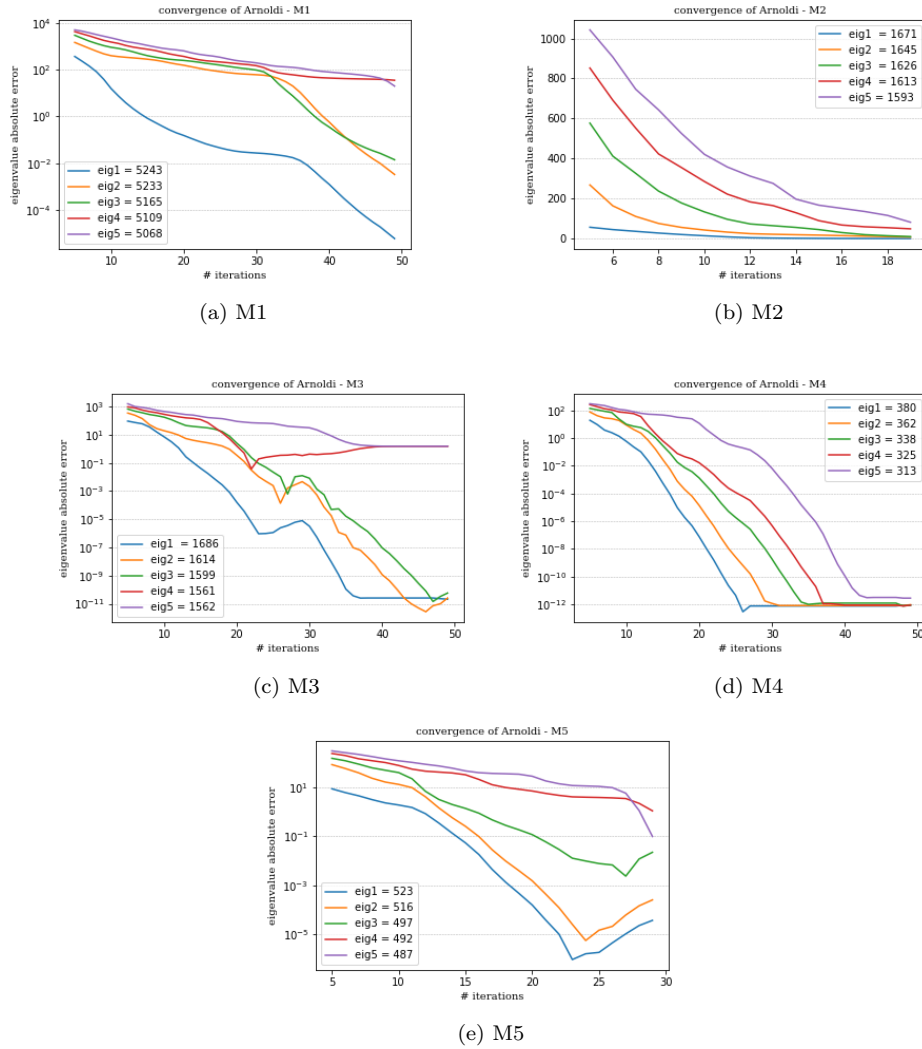 convergence of Arnoldi - M1
eigenvalue absolute error
10^4
10^2
10^0
10^-2
10^-4
eig1 = 5243
eig2 = 5233
eig3 = 5165
eig4 = 5109
eig5 = 5068
10 20 30 40 50
# iterations
(a) M1
convergence of Arnoldi - M2
eigenvalue absolute error
1000
800
600
400
200
0
eig1 = 1671
eig2 = 1645
eig3 = 1626
eig4 = 1613
eig5 = 1593
6 8 10 12 14 16 18
# iterations
(b) M2
convergence of Arnoldi - M3
eigenvalue absolute error
10^3
10^1
10^-1
10^-3
10^-5
10^-7
10^-9
10^-11
eig1 = 1686
eig2 = 1614
eig3 = 1599
eig4 = 1561
eig5 = 1562
10 20 30 40 50
# iterations
(c) M3
convergence of Arnoldi - M4
eigenvalue absolute error
10^2
10^0
10^-2
10^-4
10^-6
10^-8
10^-10
10^-12
eig1 = 380
eig2 = 362
eig3 = 338
eig4 = 325
eig5 = 313
10 20 30 40 50
# iterations
(d) M4
convergence of Arnoldi - M5
eigenvalue absolute error
10^1
10^-1
10^-3
10^-5
eig1 = 523
eig2 = 516
eig3 = 497
eig4 = 492
eig5 = 487
5 10 15 20 25 30
# iterations
(e) M5